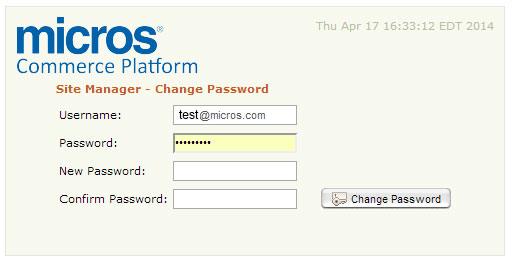 micros®
Thu Apr 17 16:33:12 EDT 2014
Commerce Platform
Site Manager - Change Password
Username: test@micros.com
Password: •••••••••
New Password:
Confirm Password: Change Password